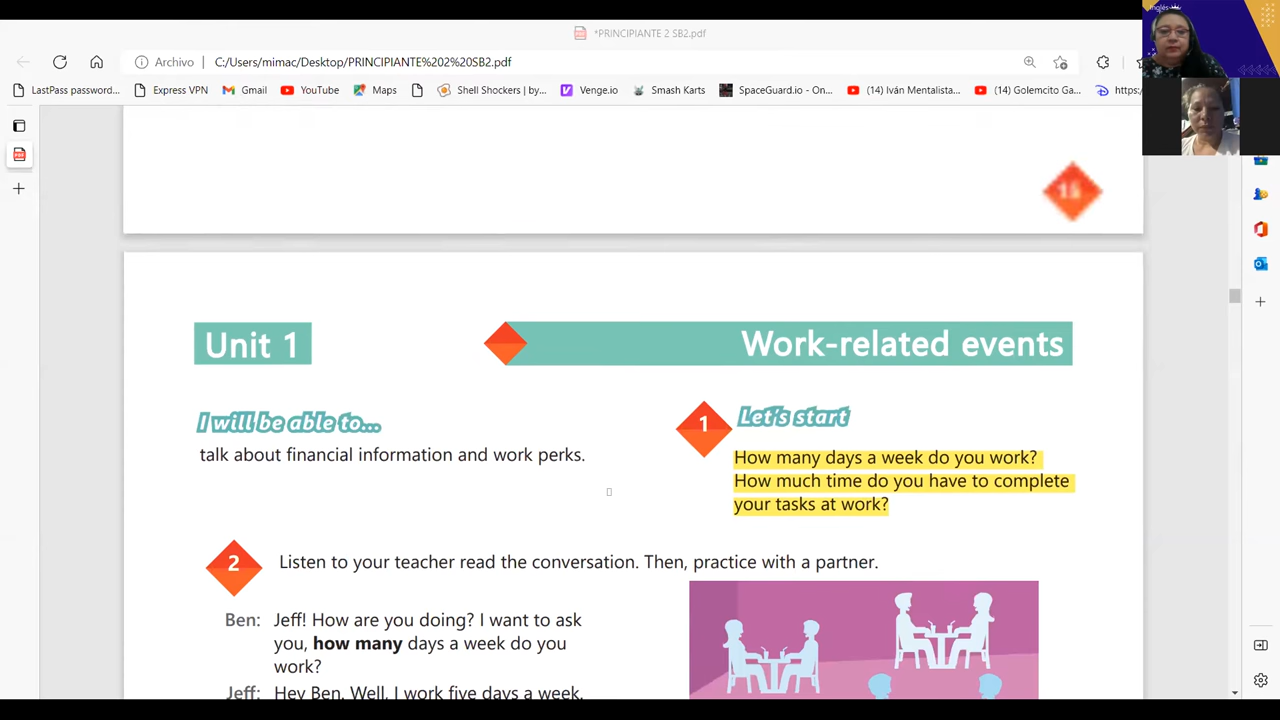 *PRINCIPIANTE 2 SB2.pdf
Inglés
Archivo
C:/Users/mimac/Desktop/PRINCIPIANTE%202%20SB2.pdf
LastPass password...
Express VPN
Gmail
YouTube
Maps
Shell Shockers | by...
Venge.io
Smash Karts
SpaceGuard.io - On...
(14) Iván Mentalista...
(14) Golemcito Ga...
https:/
15
Unit 1
Work-related events
I will be able to...
talk about financial information and work perks.
1
Let's start
How many days a week do you work?
How much time do you have to complete
your tasks at work?
2
Listen to your teacher read the conversation. Then, practice with a partner.
Ben: Jeff! How are you doing? I want to ask
you, how many days a week do you
work?
Jeff: Hey Ben. Well, I work five days a week.